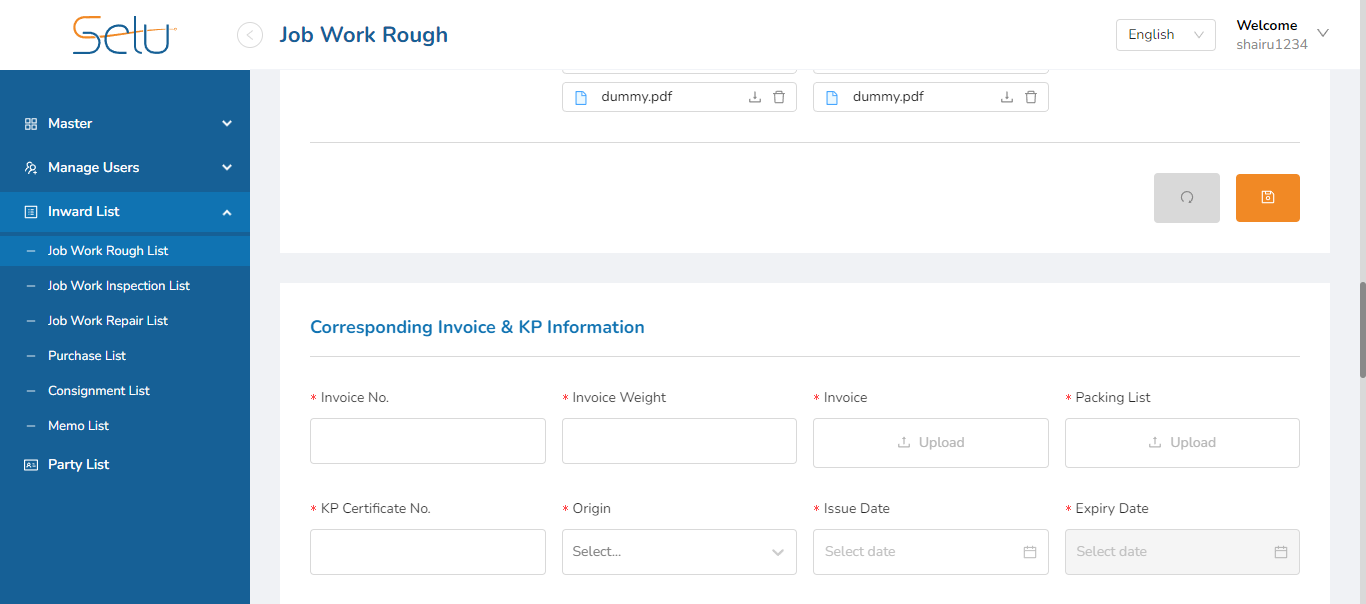 Selu
Job Work Rough
English
Welcome
shairu1234
Master
Manage Users
Inward List
Job Work Rough List
Job Work Inspection List
Job Work Repair List
Purchase List
Consignment List
Memo List
Party List
dummy.pdf
dummy.pdf
Corresponding Invoice & KP Information
* Invoice No.
* Invoice Weight
* Invoice
* Packing List
Upload
Upload
* KP Certificate No.
* Origin
* Issue Date
* Expiry Date
Select...
Select date
Select date